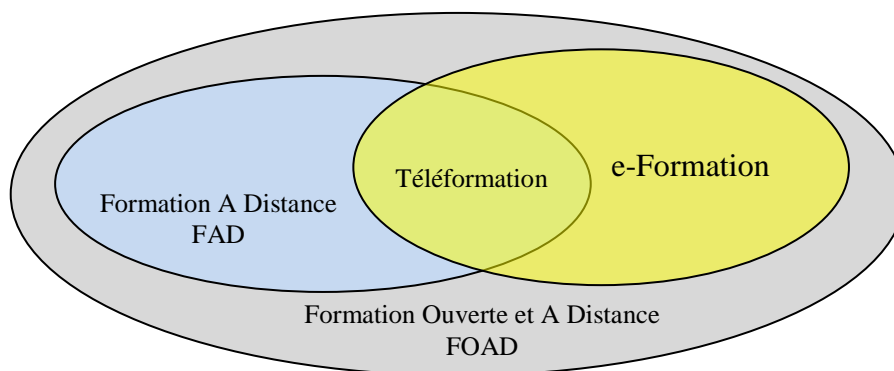 Téléformation
e-Formation
Formation A Distance
FAD
Formation Ouverte et A Distance
FOAD